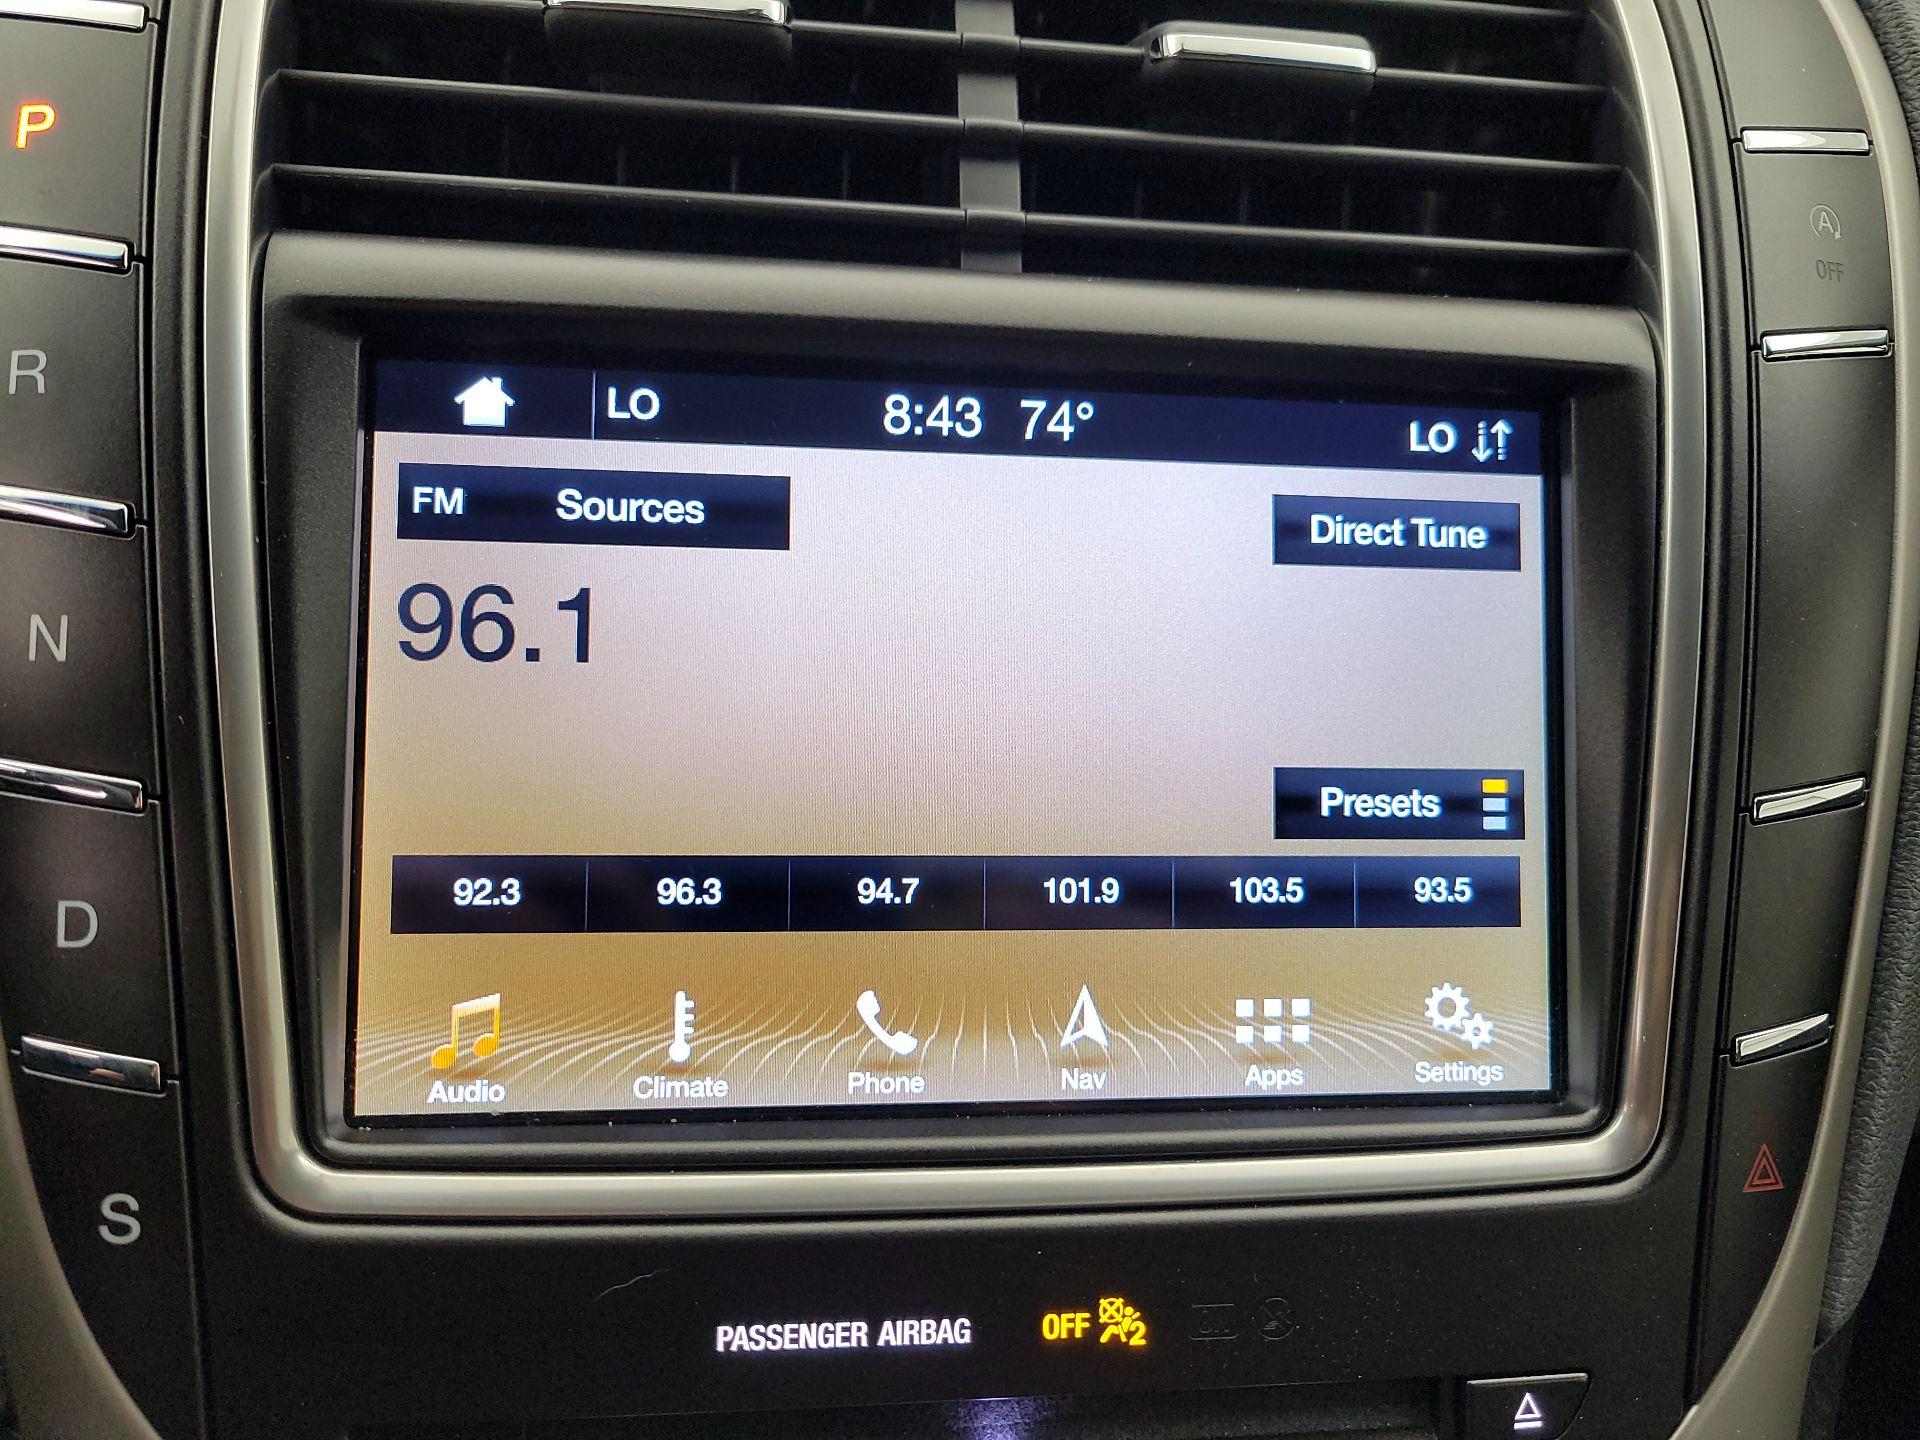 P
R
N
D
S
A
OFF
LO 8:43 74° LO
FM Sources
Direct Tune
96.1
Presets
92.3 96.3 94.7 101.9 103.5 93.5
Audio Climate Phone Nav Apps Settings
PASSENGER AIRBAG OFF 2